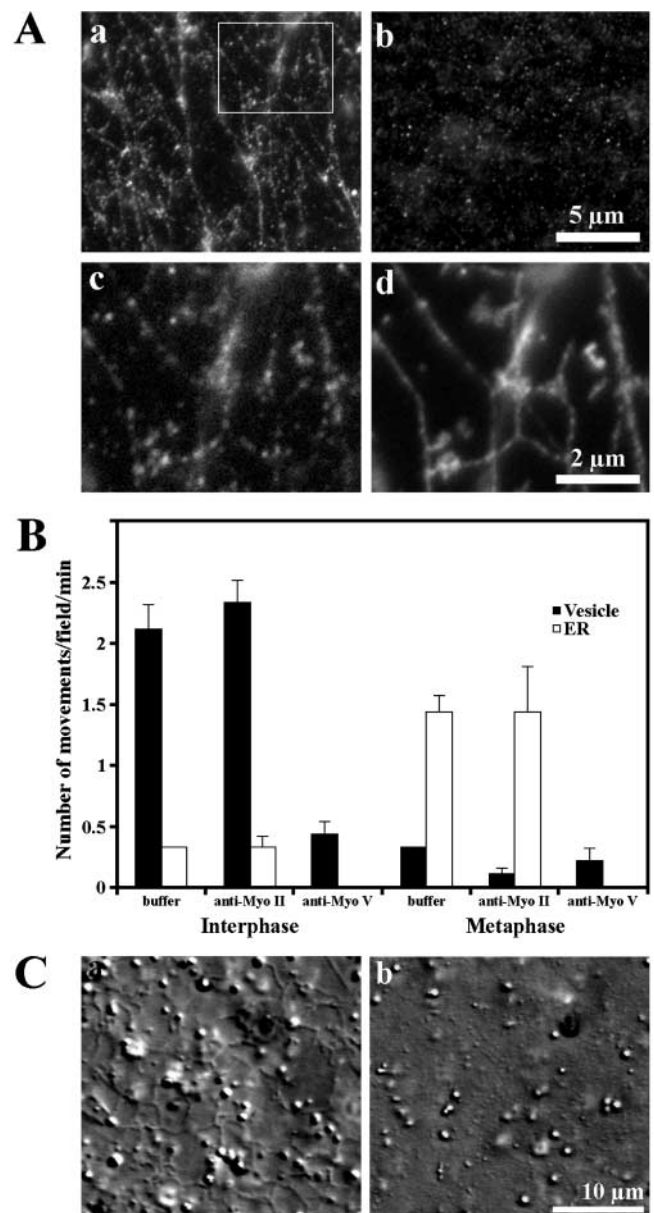 A
a
b
5 µm
c
d
2 µm
B
Number of movements/field/min
2.5
2
1.5
1
0.5
0
Vesicle
ER
buffer
anti-Myo II
anti-Myo V
buffer
anti-Myo II
anti-Myo V
Interphase
Metaphase
C
a
b
10 µm